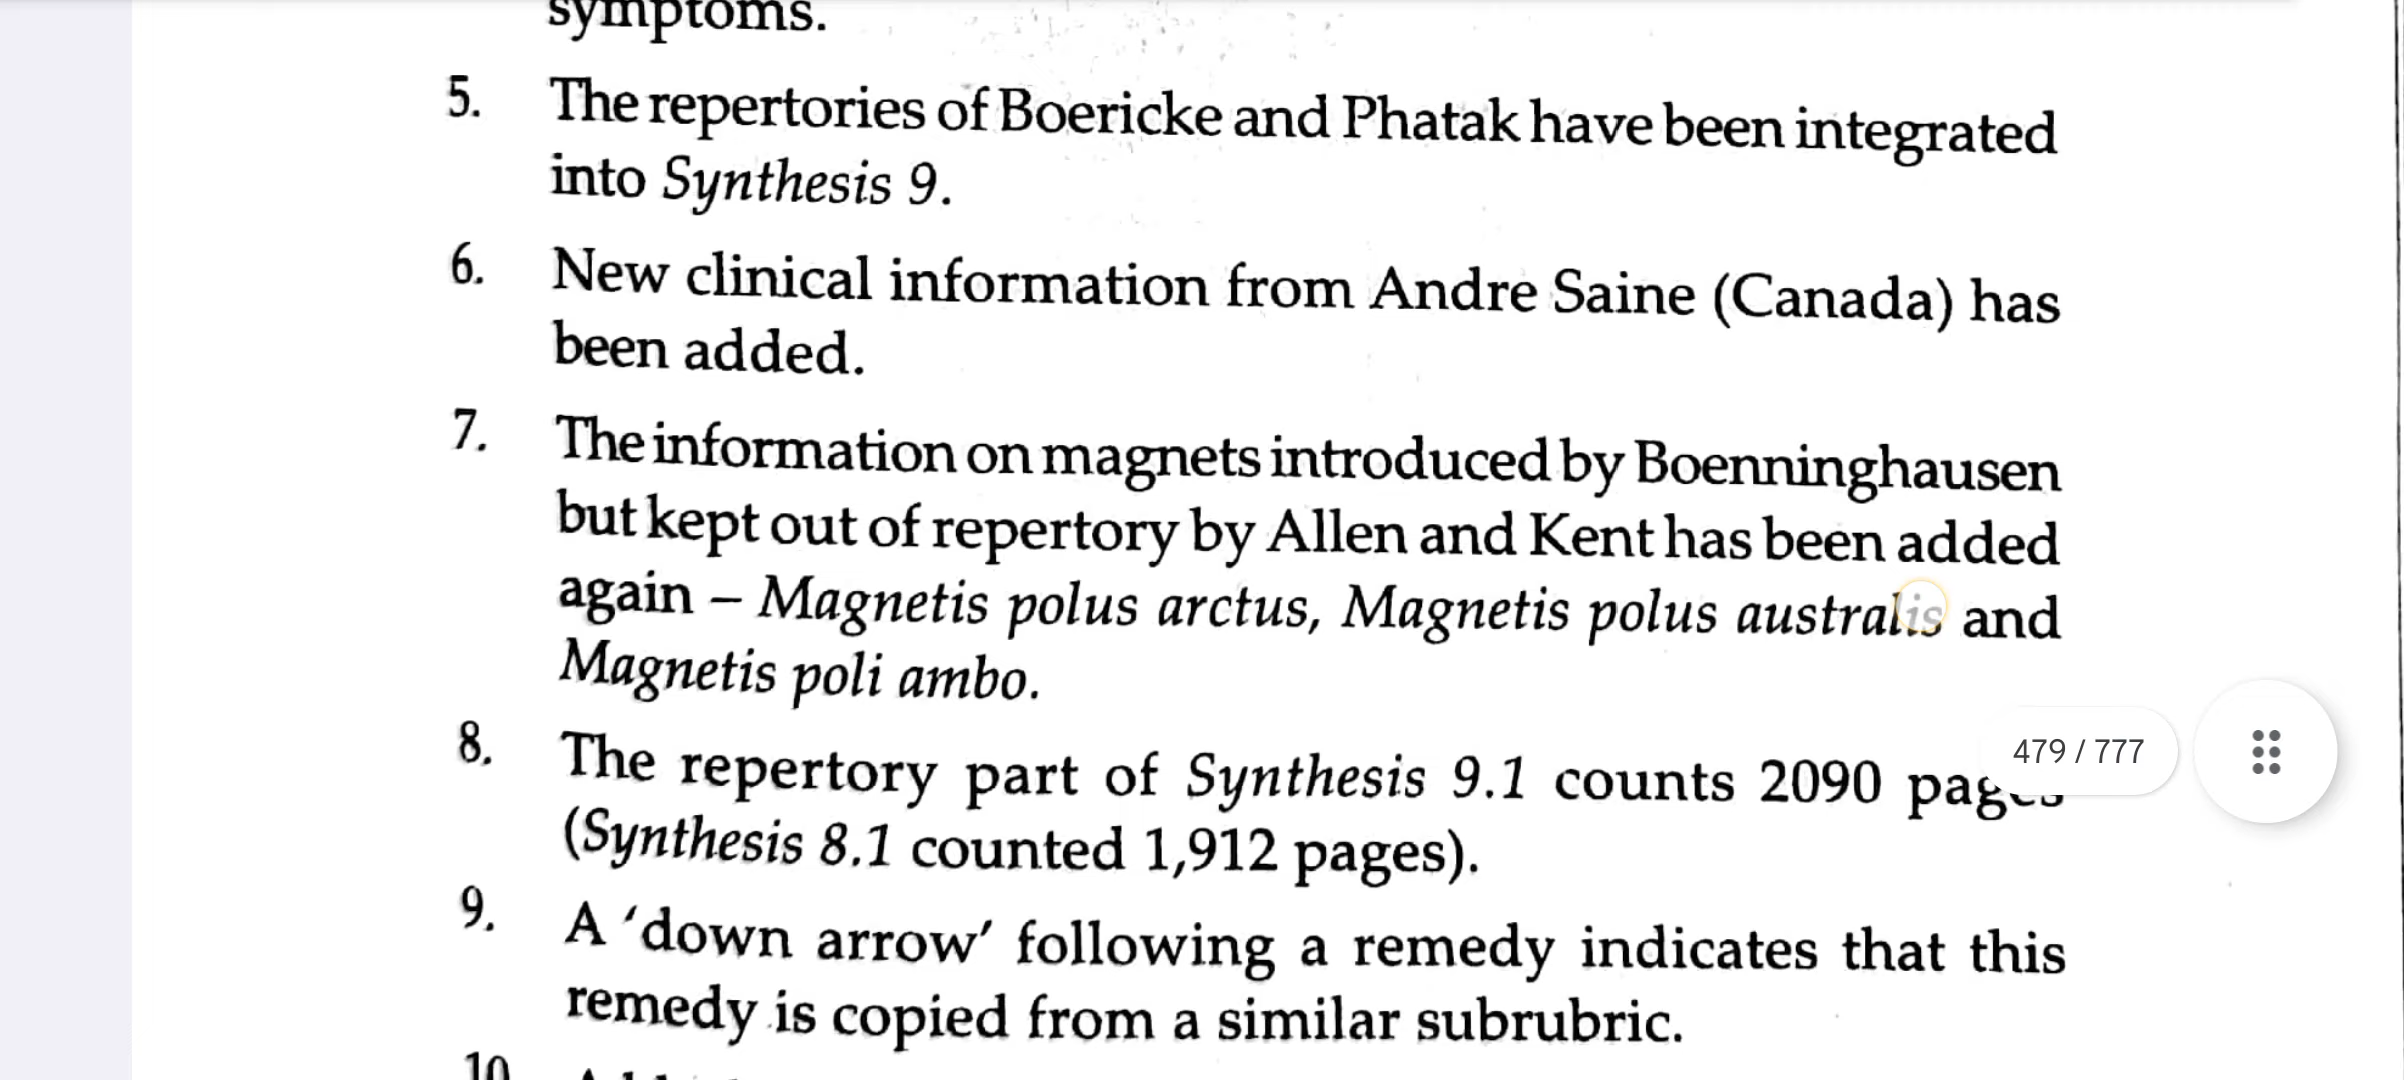 symptoms.
5. The repertories of Boericke and Phatak have been integrated
into Synthesis 9.
6. New clinical information from Andre Saine (Canada) has
been added.
7. The information on magnets introduced by Boenninghausen
but kept out of repertory by Allen and Kent has been added
again – Magnetis polus arctus, Magnetis polus australis and
Magnetis poli ambo.
8. The repertory part of Synthesis 9.1 counts 2090 pages
479 / 777
(Synthesis 8.1 counted 1,912 pages).
9. A ‘down arrow’ following a remedy indicates that this
remedy is copied from a similar subrubric.
10